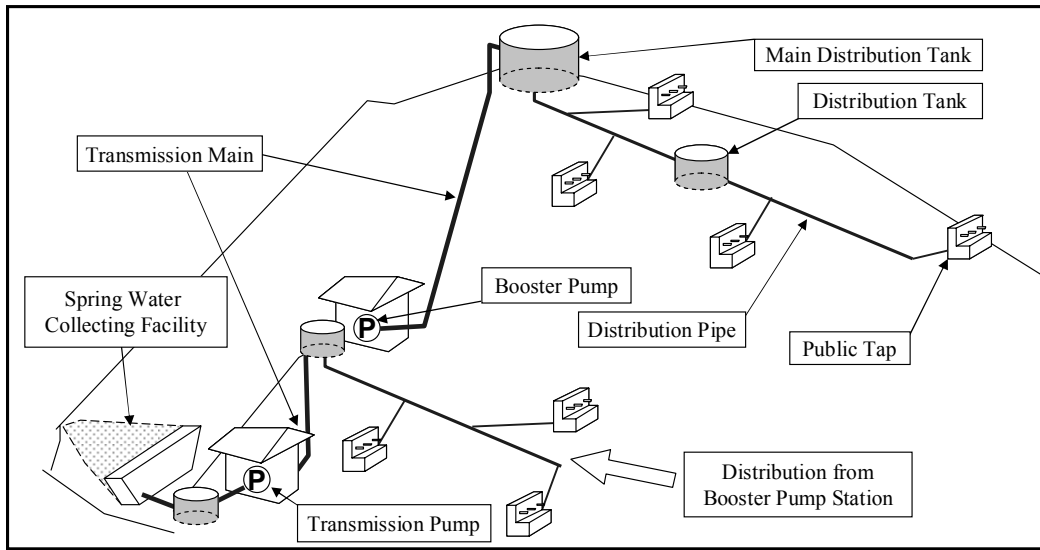 Main Distribution Tank
Distribution Tank
Transmission Main
Spring Water
Collecting Facility
Booster Pump
P
Distribution Pipe
Public Tap
P
Transmission Pump
Distribution from
Booster Pump Station